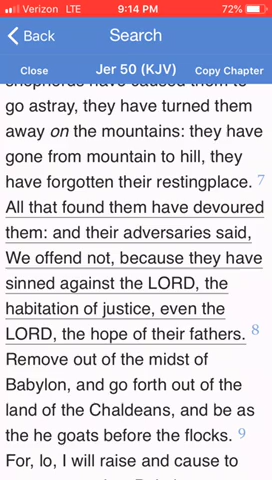 Verizon LTE 9:14 PM 72%
Back Search
Close Jer 50 (KJV) Copy Chapter
shepherds have caused them to
go astray, they have turned them
away on the mountains: they have
gone from mountain to hill, they
have forgotten their restingplace. 7
All that found them have devoured
them: and their adversaries said,
We offend not, because they have
sinned against the LORD, the
habitation of justice, even the
LORD, the hope of their fathers. 8
Remove out of the midst of
Babylon, and go forth out of the
land of the Chaldeans, and be as
the he goats before the flocks. 9
For, lo, I will raise and cause to